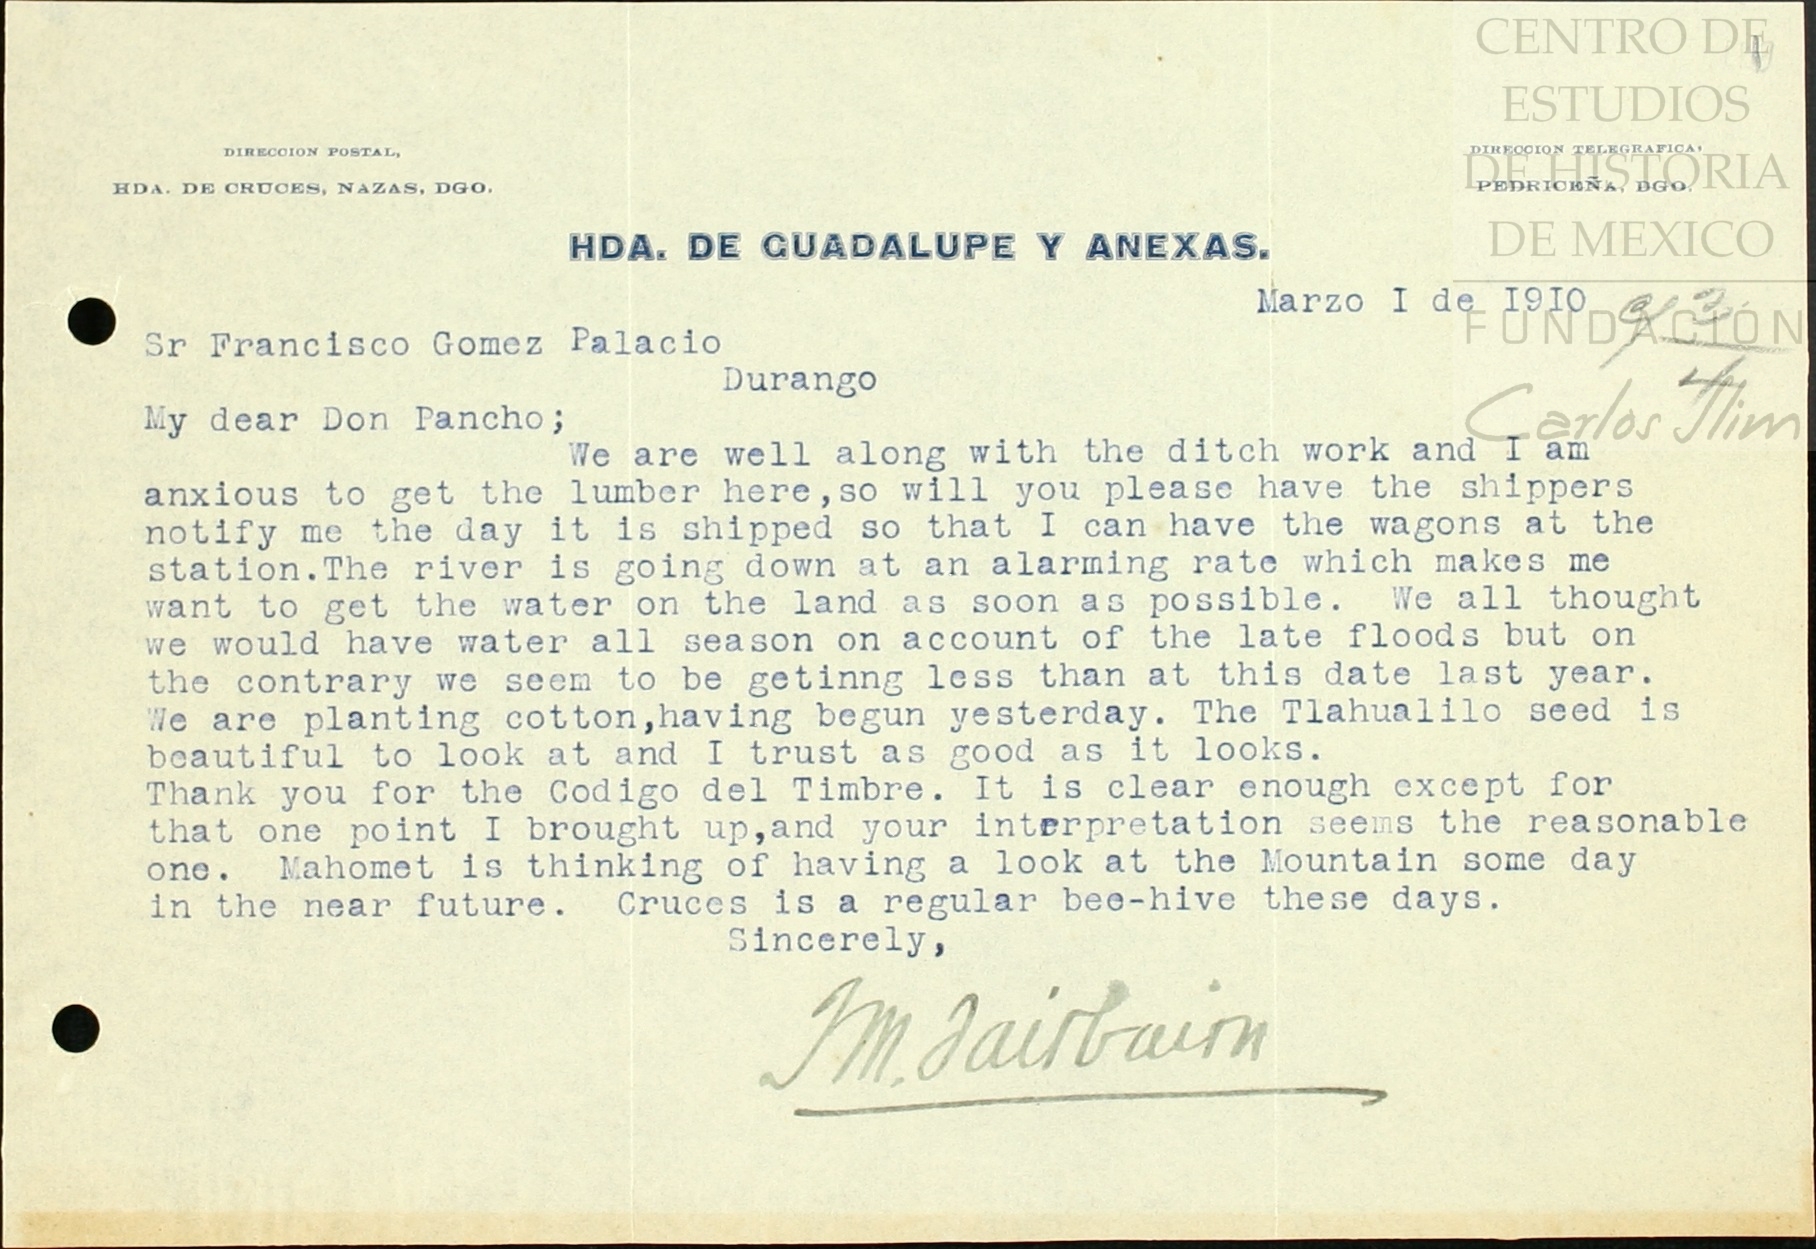 CENTRO DE
ESTUDIOS
DE HISTORIA
DE MEXICO
FUNDACIÓN
Carlos Slim
DIRECCION POSTAL,
HDA. DE CRUCES, NAZAS, DGO.
DIRECCION TELEGRAFICA,
PEDRICEÑA, DGO.
HDA. DE GUADALUPE Y ANEXAS.
Marzo I de I9I0
Sr Francisco Gomez Palacio
Durango
My dear Don Pancho;
We are well along with the ditch work and I am
anxious to get the lumber here,so will you please have the shippers
notify me the day it is shipped so that I can have the wagons at the
station.The river is going down at an alarming rate which makes me
want to get the water on the land as soon as possible. We all thought
we would have water all season on account of the late floods but on
the contrary we seem to be getinng less than at this date last year.
We are planting cotton,having begun yesterday. The Tlahualilo seed is
beautiful to look at and I trust as good as it looks.
Thank you for the Codigo del Timbre. It is clear enough except for
that one point I brought up,and your interpretation seems the reasonable
one. Mahomet is thinking of having a look at the Mountain some day
in the near future. Cruces is a regular bee-hive these days.
Sincerely,
JM. Fairbairn